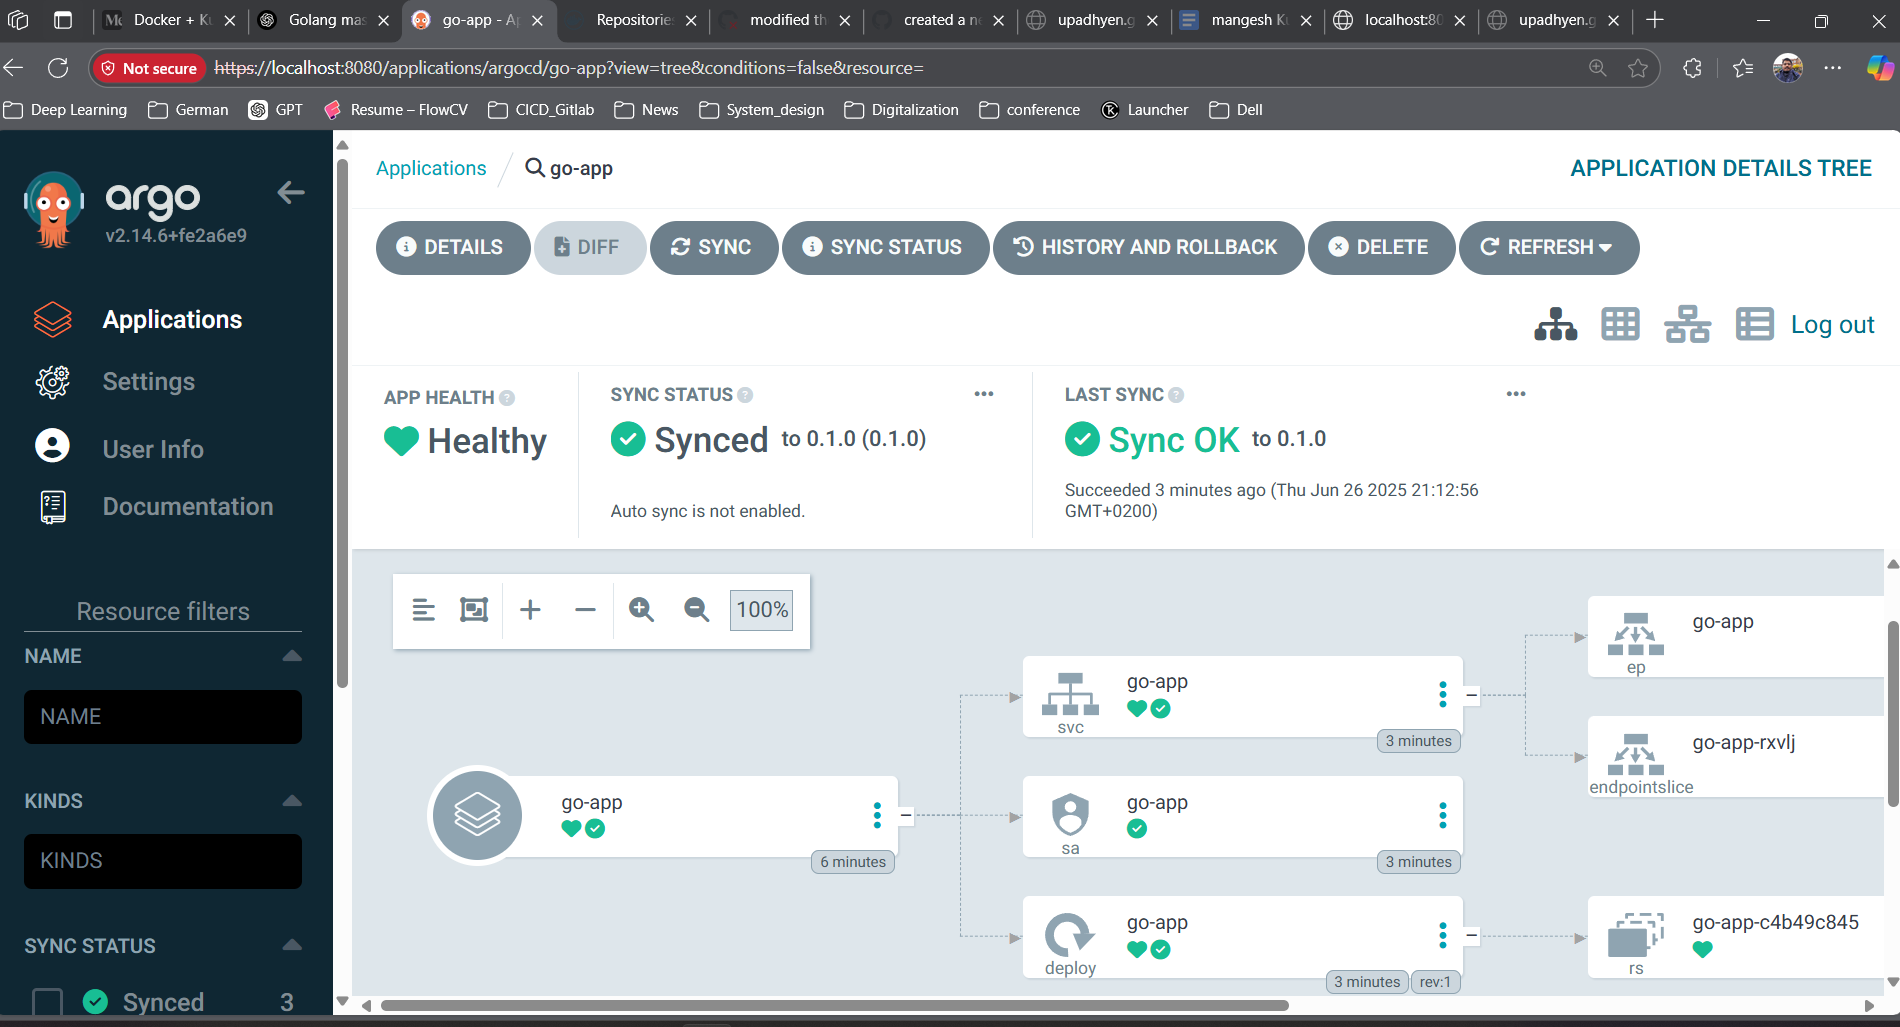 Docker + Ku
Golang mas
go-app - Ap
Repositorie
modified th
created a ne
upadhyen.g
mangesh Ku
localhost:80
upadhyen.g
Not secure https://localhost:8080/applications/argocd/go-app?view=tree&conditions=false&resource=
Deep Learning German GPT Resume – FlowCV CICD_Gitlab News System_design Digitalization conference Launcher Dell
argo
v2.14.6+fe2a6e9
Applications
Settings
User Info
Documentation
Resource filters
NAME
NAME
KINDS
KINDS
SYNC STATUS
Synced 3
Applications go-app
APPLICATION DETAILS TREE
DETAILS DIFF SYNC SYNC STATUS HISTORY AND ROLLBACK DELETE REFRESH
Log out
APP HEALTH
Healthy
SYNC STATUS
Synced to 0.1.0 (0.1.0)
Auto sync is not enabled.
LAST SYNC
Sync OK to 0.1.0
Succeeded 3 minutes ago (Thu Jun 26 2025 21:12:56
GMT+0200)
100%
go-app
6 minutes
go-app
svc
3 minutes
go-app
sa
3 minutes
go-app
deploy
3 minutes rev:1
go-app
ep
go-app-rxvlj
endpointslice
go-app-c4b49c845
rs